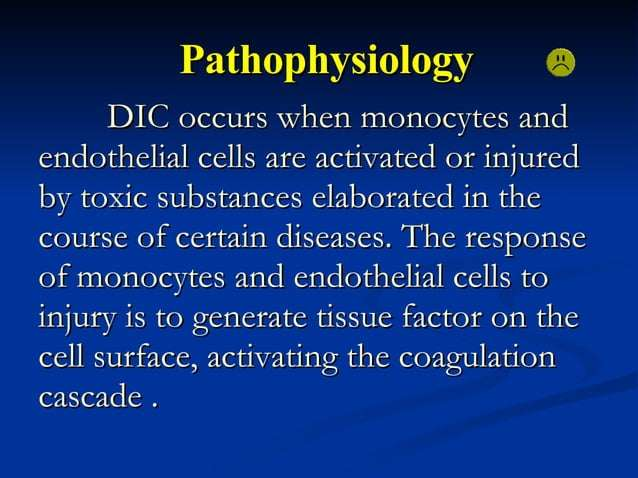 Pathophysiology
DIC occurs when monocytes and
endothelial cells are activated or injured
by toxic substances elaborated in the
course of certain diseases. The response
of monocytes and endothelial cells to
injury is to generate tissue factor on the
cell surface, activating the coagulation
cascade .